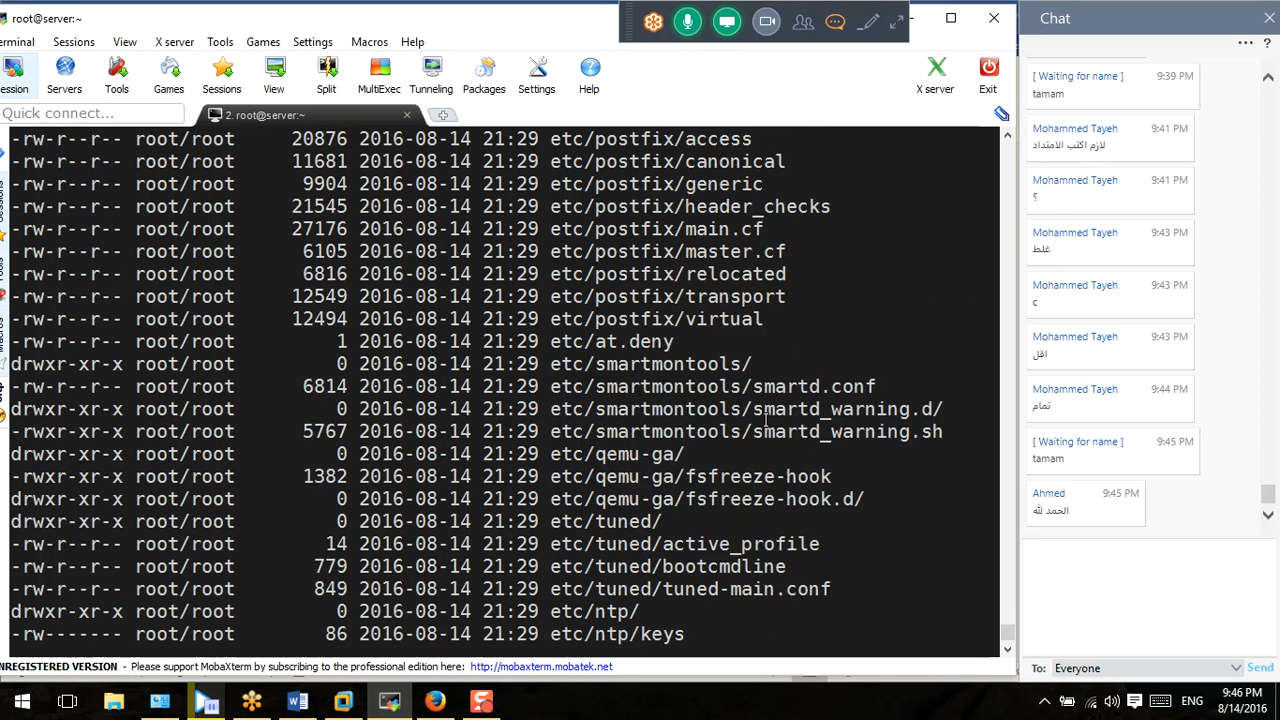 root@server:~
Chat
erminal Sessions View X server Tools Games Settings Macros Help
ession Servers Tools Games Sessions View Split MultiExec Tunneling Packages Settings Help X server Exit
Quick connect...
2. root@server:~
-rw-r--r-- root/root 20876 2016-08-14 21:29 etc/postfix/access
-rw-r--r-- root/root 11681 2016-08-14 21:29 etc/postfix/canonical
-rw-r--r-- root/root 9904 2016-08-14 21:29 etc/postfix/generic
-rw-r--r-- root/root 21545 2016-08-14 21:29 etc/postfix/header_checks
-rw-r--r-- root/root 27176 2016-08-14 21:29 etc/postfix/main.cf
-rw-r--r-- root/root 6105 2016-08-14 21:29 etc/postfix/master.cf
-rw-r--r-- root/root 6816 2016-08-14 21:29 etc/postfix/relocated
-rw-r--r-- root/root 12549 2016-08-14 21:29 etc/postfix/transport
-rw-r--r-- root/root 12494 2016-08-14 21:29 etc/postfix/virtual
-rw-r--r-- root/root 1 2016-08-14 21:29 etc/at.deny
drwxr-xr-x root/root 0 2016-08-14 21:29 etc/smartmontools/
-rw-r--r-- root/root 6814 2016-08-14 21:29 etc/smartmontools/smartd.conf
drwxr-xr-x root/root 0 2016-08-14 21:29 etc/smartmontools/smartd_warning.d/
-rwxr-xr-x root/root 5767 2016-08-14 21:29 etc/smartmontools/smartd_warning.sh
drwxr-xr-x root/root 0 2016-08-14 21:29 etc/qemu-ga/
-rwxr-xr-x root/root 1382 2016-08-14 21:29 etc/qemu-ga/fsfreeze-hook
drwxr-xr-x root/root 0 2016-08-14 21:29 etc/qemu-ga/fsfreeze-hook.d/
drwxr-xr-x root/root 0 2016-08-14 21:29 etc/tuned/
-rw-r--r-- root/root 14 2016-08-14 21:29 etc/tuned/active_profile
-rw-r--r-- root/root 779 2016-08-14 21:29 etc/tuned/bootcmdline
-rw-r--r-- root/root 849 2016-08-14 21:29 etc/tuned/tuned-main.conf
drwxr-xr-x root/root 0 2016-08-14 21:29 etc/ntp/
-rw------- root/root 86 2016-08-14 21:29 etc/ntp/keys
NREGISTERED VERSION - Please support MobaXterm by subscribing to the professional edition here: http://mobaxterm.mobatek.net
[ Waiting for name ] 9:39 PM
tamam
Mohammed Tayeh 9:41 PM
لازم اكتب الامتداد
Mohammed Tayeh 9:41 PM
؟
Mohammed Tayeh 9:43 PM
غلط
Mohammed Tayeh 9:43 PM
c
Mohammed Tayeh 9:43 PM
اقل
Mohammed Tayeh 9:44 PM
تمام
[ Waiting for name ] 9:45 PM
tamam
Ahmed 9:45 PM
الحمد لله
To: Everyone Send
ENG
9:46 PM
8/14/2016